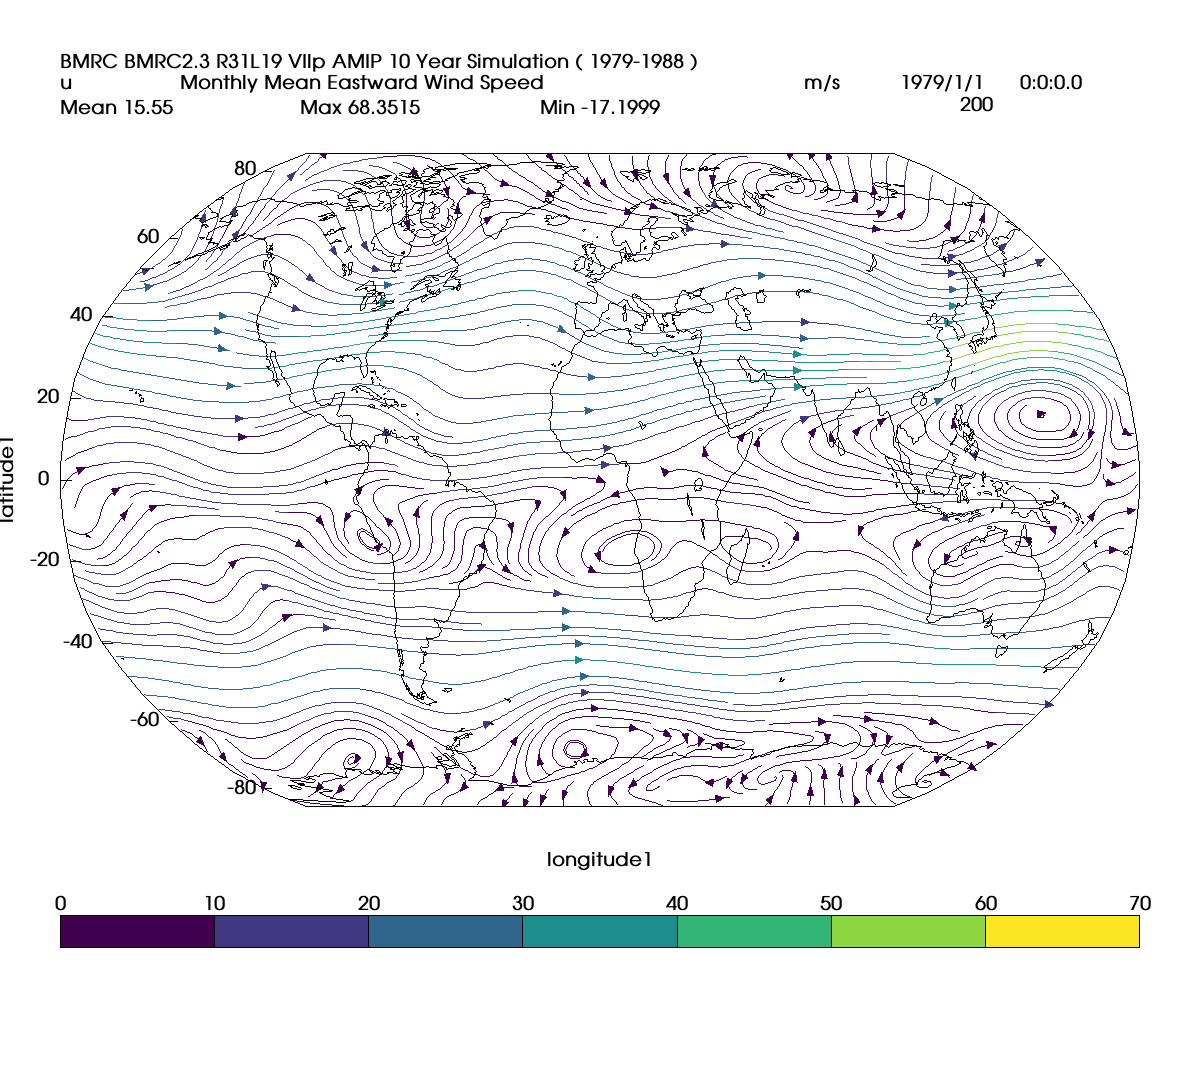 BMRC BMRC2.3 R31L19 VIIp AMIP 10 Year Simulation ( 1979-1988 )
u Monthly Mean Eastward Wind Speed m/s 1979/1/1 0:0:0.0
Mean 15.55 Max 68.3515 Min -17.1999 200
80
60
40
20
0
-20
-40
-60
-80
latitude1
longitude1
0 10 20 30 40 50 60 70